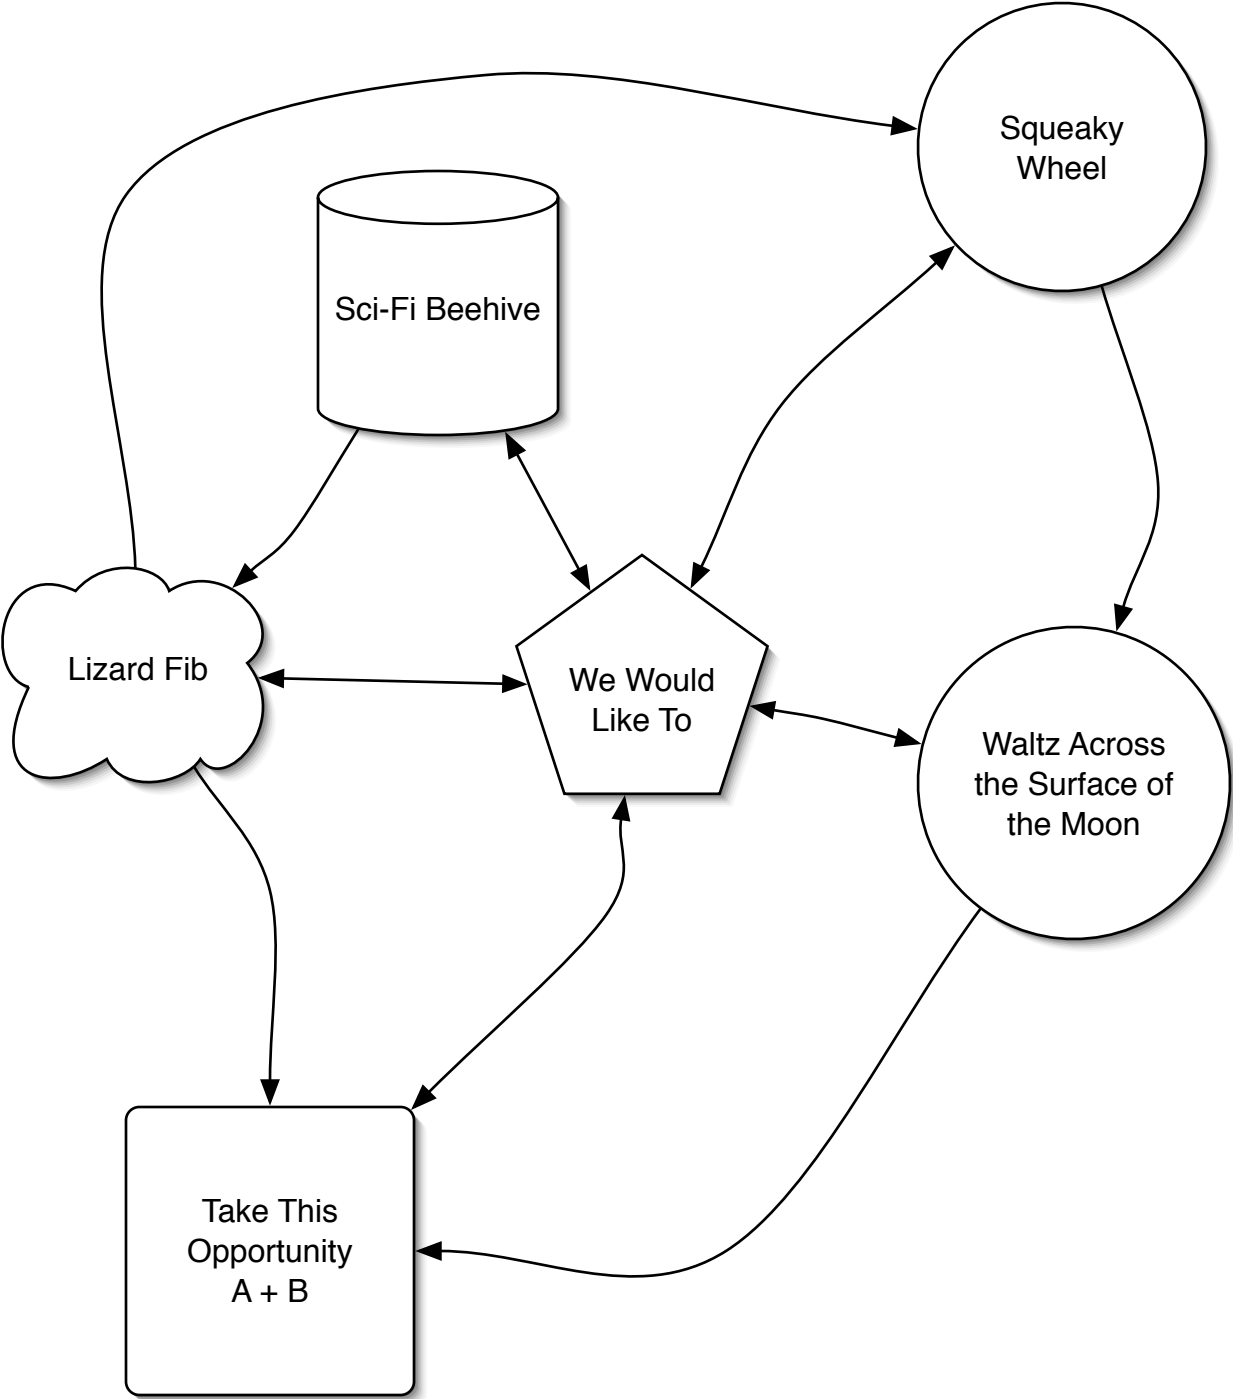 Squeaky
Wheel
Sci-Fi Beehive
Lizard Fib
We Would
Like To
Waltz Across
the Surface of
the Moon
Take This
Opportunity
A + B